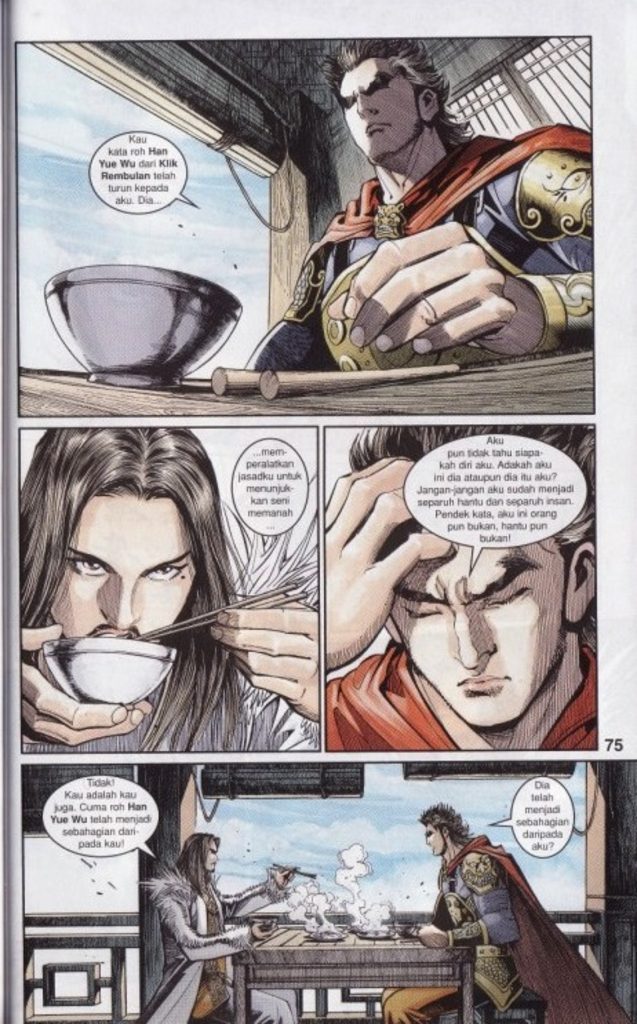 Kau
kata roh Han
Yue Wu dari Klik
Rembulan telah
turun kepada
aku. Dia...
...mem-
peralatkan
jasadku untuk
menunjuk-
kan seni
memanah
...
Aku
pun tidak tahu siapa-
kah diri aku. Adakah aku
ini dia ataupun dia itu aku?
Jangan-jangan aku sudah menjadi
separuh hantu dan separuh insan.
Pendek kata, aku ini orang
pun bukan, hantu pun
bukan!
75
Tidak!
Kau adalah kau
juga. Cuma roh Han
Yue Wu telah menjadi
sebahagian dari-
pada kau!
Dia
telah
menjadi
sebahagian
daripada
aku?